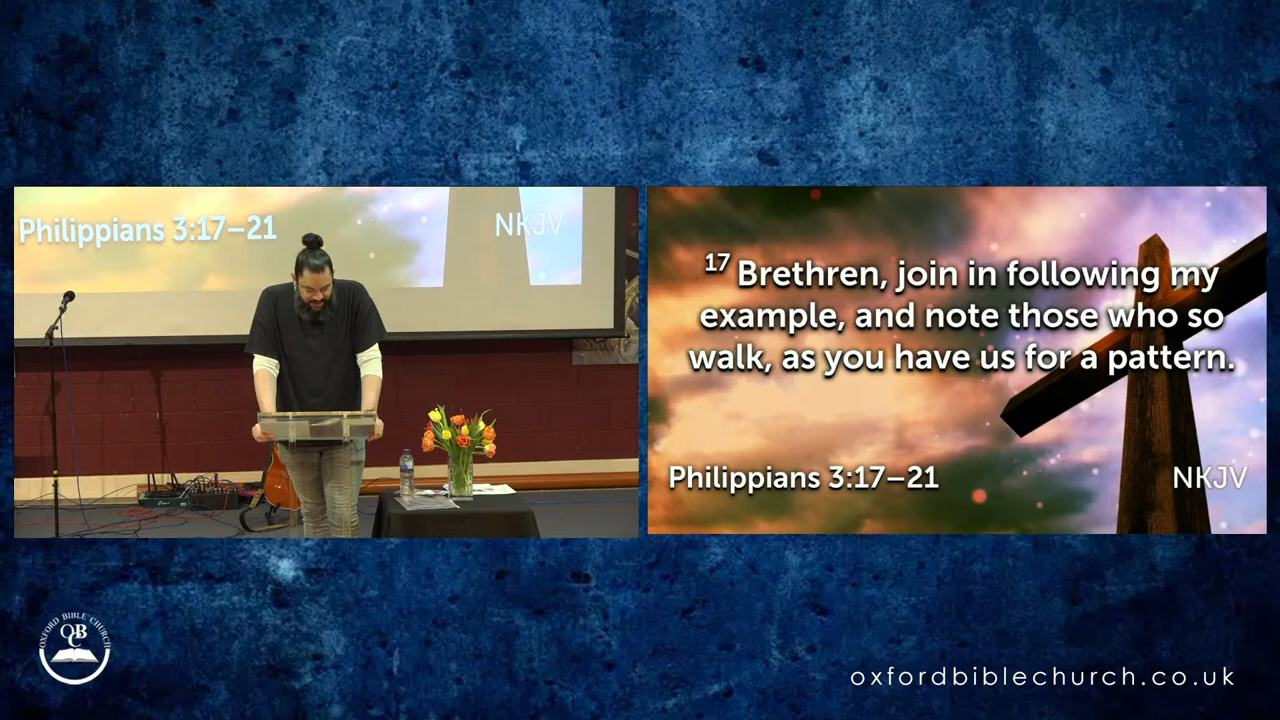 Philippians 3:17–21
NKJV
17 Brethren, join in following my
example, and note those who so
walk, as you have us for a pattern.
Philippians 3:17–21
NKJV
OXFORD BIBLE CHURCH
OBC
oxfordbiblechurch.co.uk